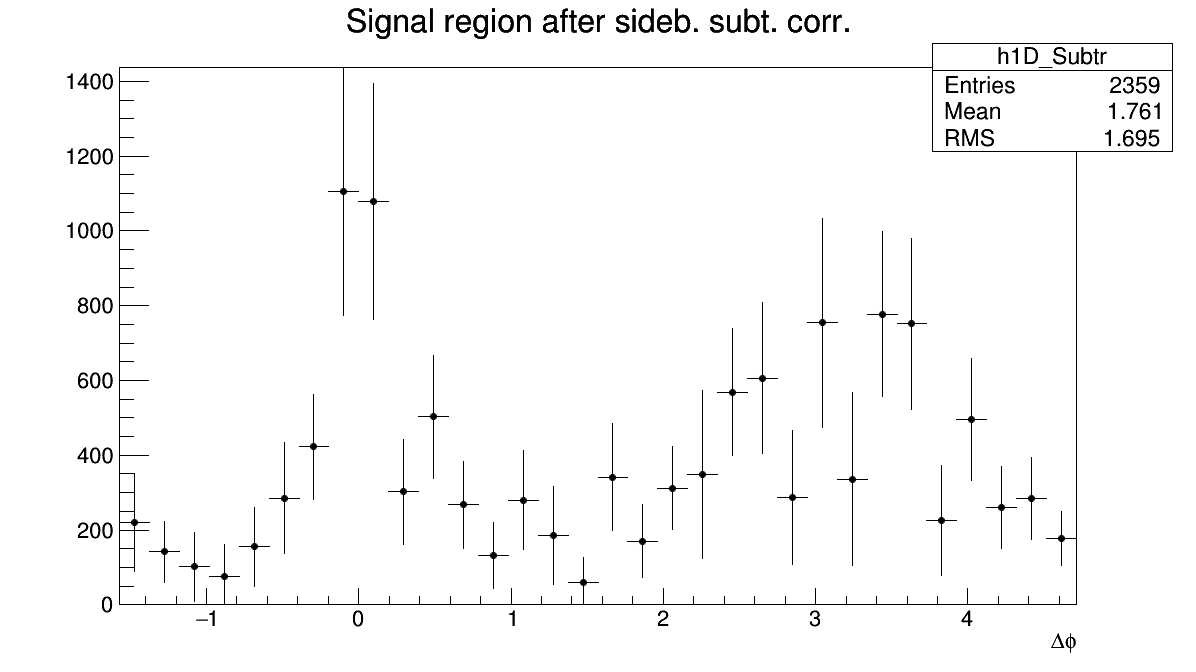 Signal region after sideb. subt. corr.
h1D_Subtr
Entries 2359
Mean 1.761
RMS 1.695
1400
1200
1000
800
600
400
200
0
−1 0 1 2 3 4
Δϕ